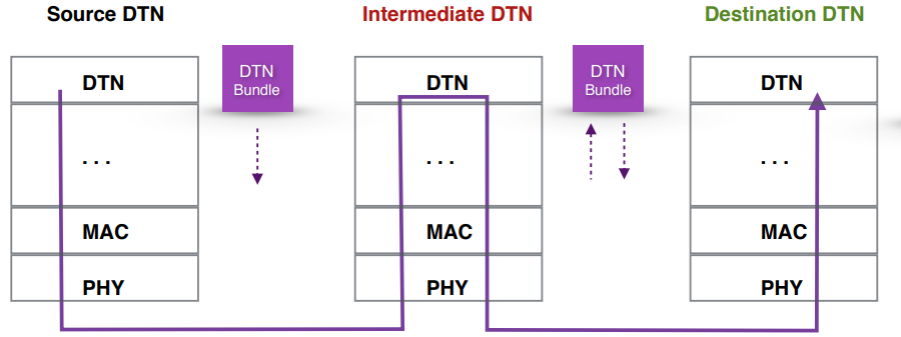 Source DTN
Intermediate DTN
Destination DTN
DTN
DTN
Bundle
DTN
DTN
Bundle
DTN
. . .
. . .
. . .
MAC
MAC
MAC
PHY
PHY
PHY